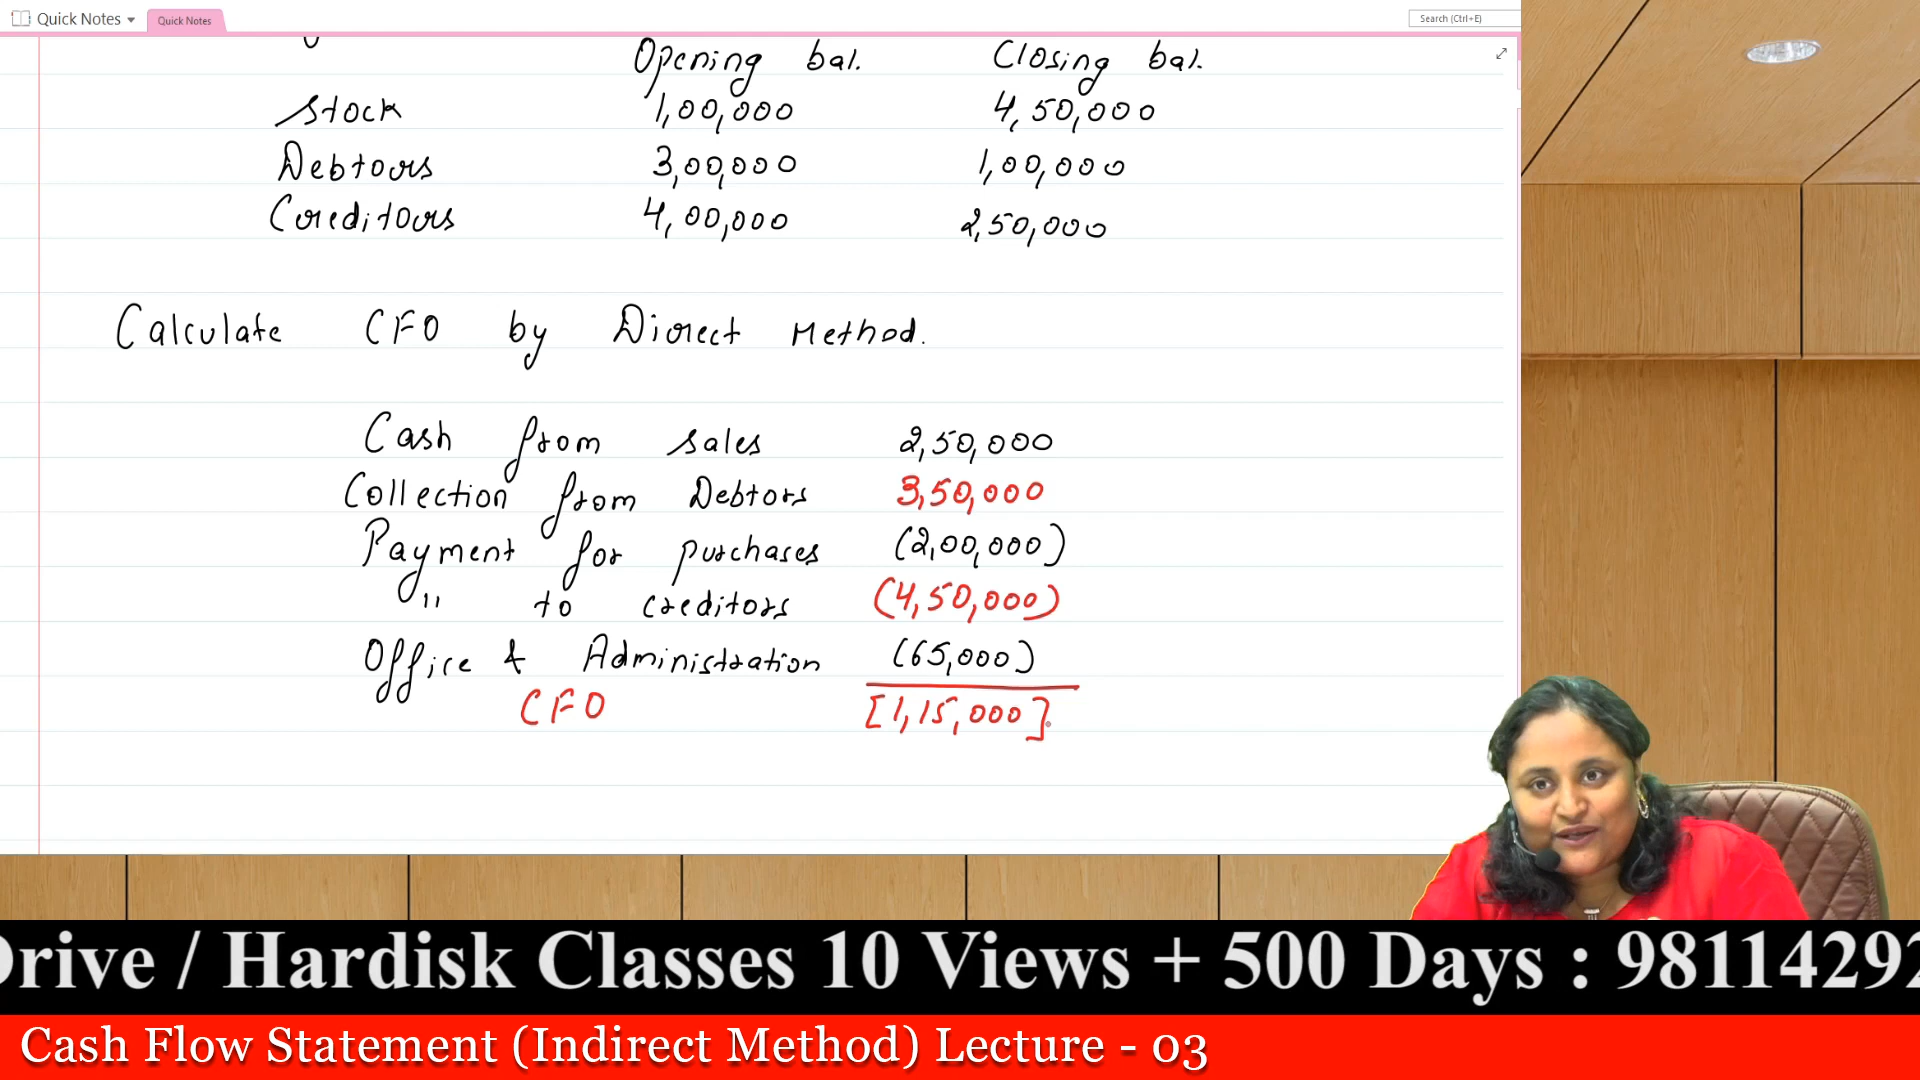 Quick Notes
Quick Notes
Search (Ctrl+E)
Opening bal. Closing bal.
Stock 1,00,000 4,50,000
Debtors 3,00,000 1,00,000
Creditors 4,00,000 2,50,000
Calculate CFO by Direct Method.
Cash from sales 2,50,000
Collection from Debtors 3,50,000
Payment for purchases (2,00,000)
,, to creditors (4,50,000)
Office & Administration (65,000)
CFO [1,15,000]
Drive / Hardisk Classes 10 Views + 500 Days : 98114292
Cash Flow Statement (Indirect Method) Lecture - 03